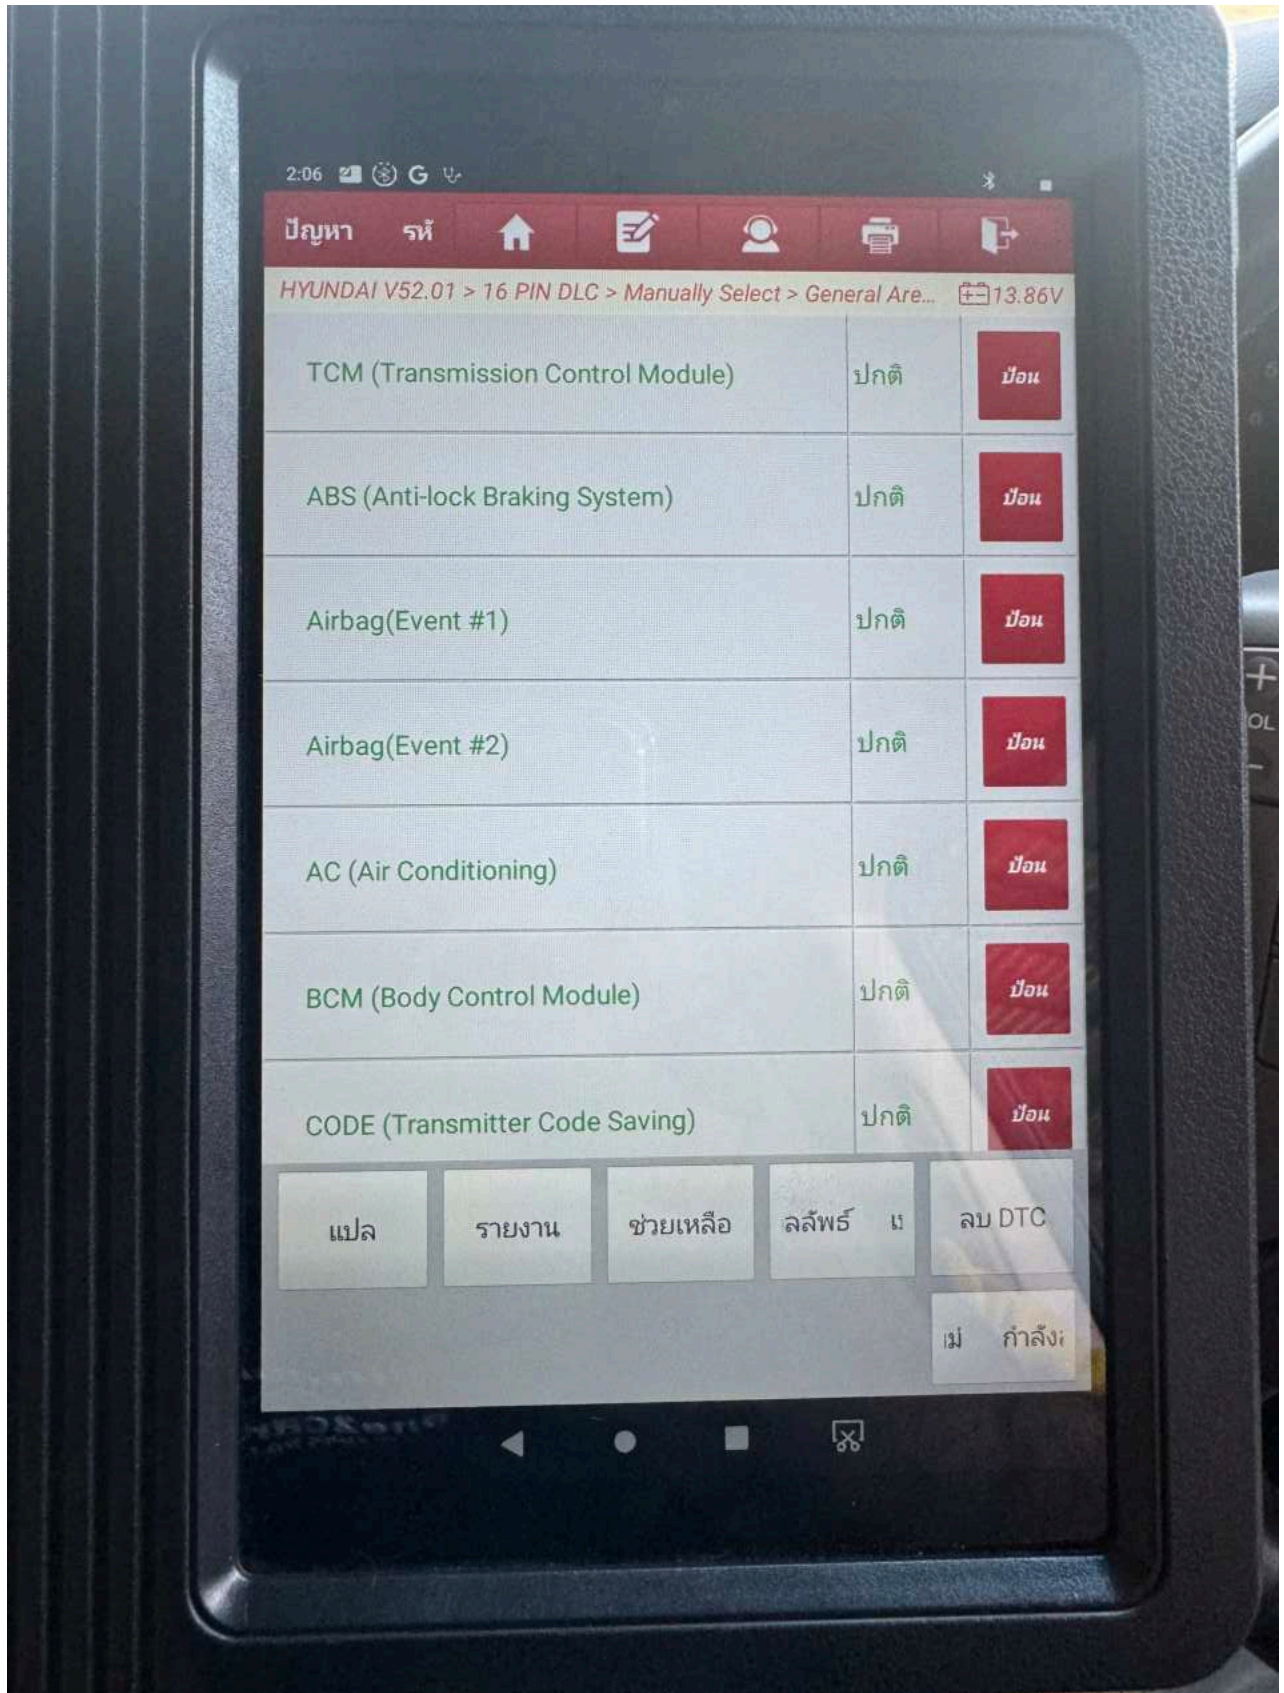 2:06
ปัญหา รหั
HYUNDAI V52.01 > 16 PIN DLC > Manually Select > General Are... 13.86V
TCM (Transmission Control Module) ปกติ ป้อน
ABS (Anti-lock Braking System) ปกติ ป้อน
Airbag(Event #1) ปกติ ป้อน
Airbag(Event #2) ปกติ ป้อน
AC (Air Conditioning) ปกติ ป้อน
BCM (Body Control Module) ปกติ ป้อน
CODE (Transmitter Code Saving) ปกติ ป้อน
แปล รายงาน ช่วยเหลือ ลลัพธ์ เ ลบ DTC
ม่ กำลัง
OL